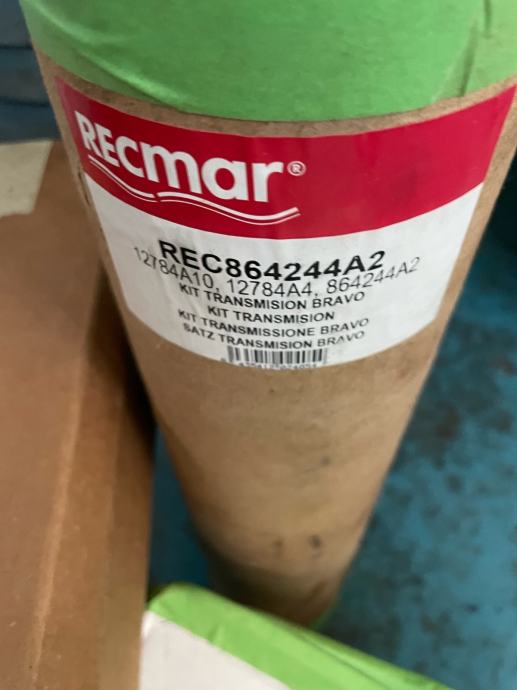 RECmar®
REC864244A2
12784A10, 12784A4, 864244A2
KIT TRANSMISION BRAVO
KIT TRANSMISION
KIT TRANSMISSIONE BRAVO
SATZ TRANSMISION BRAVO